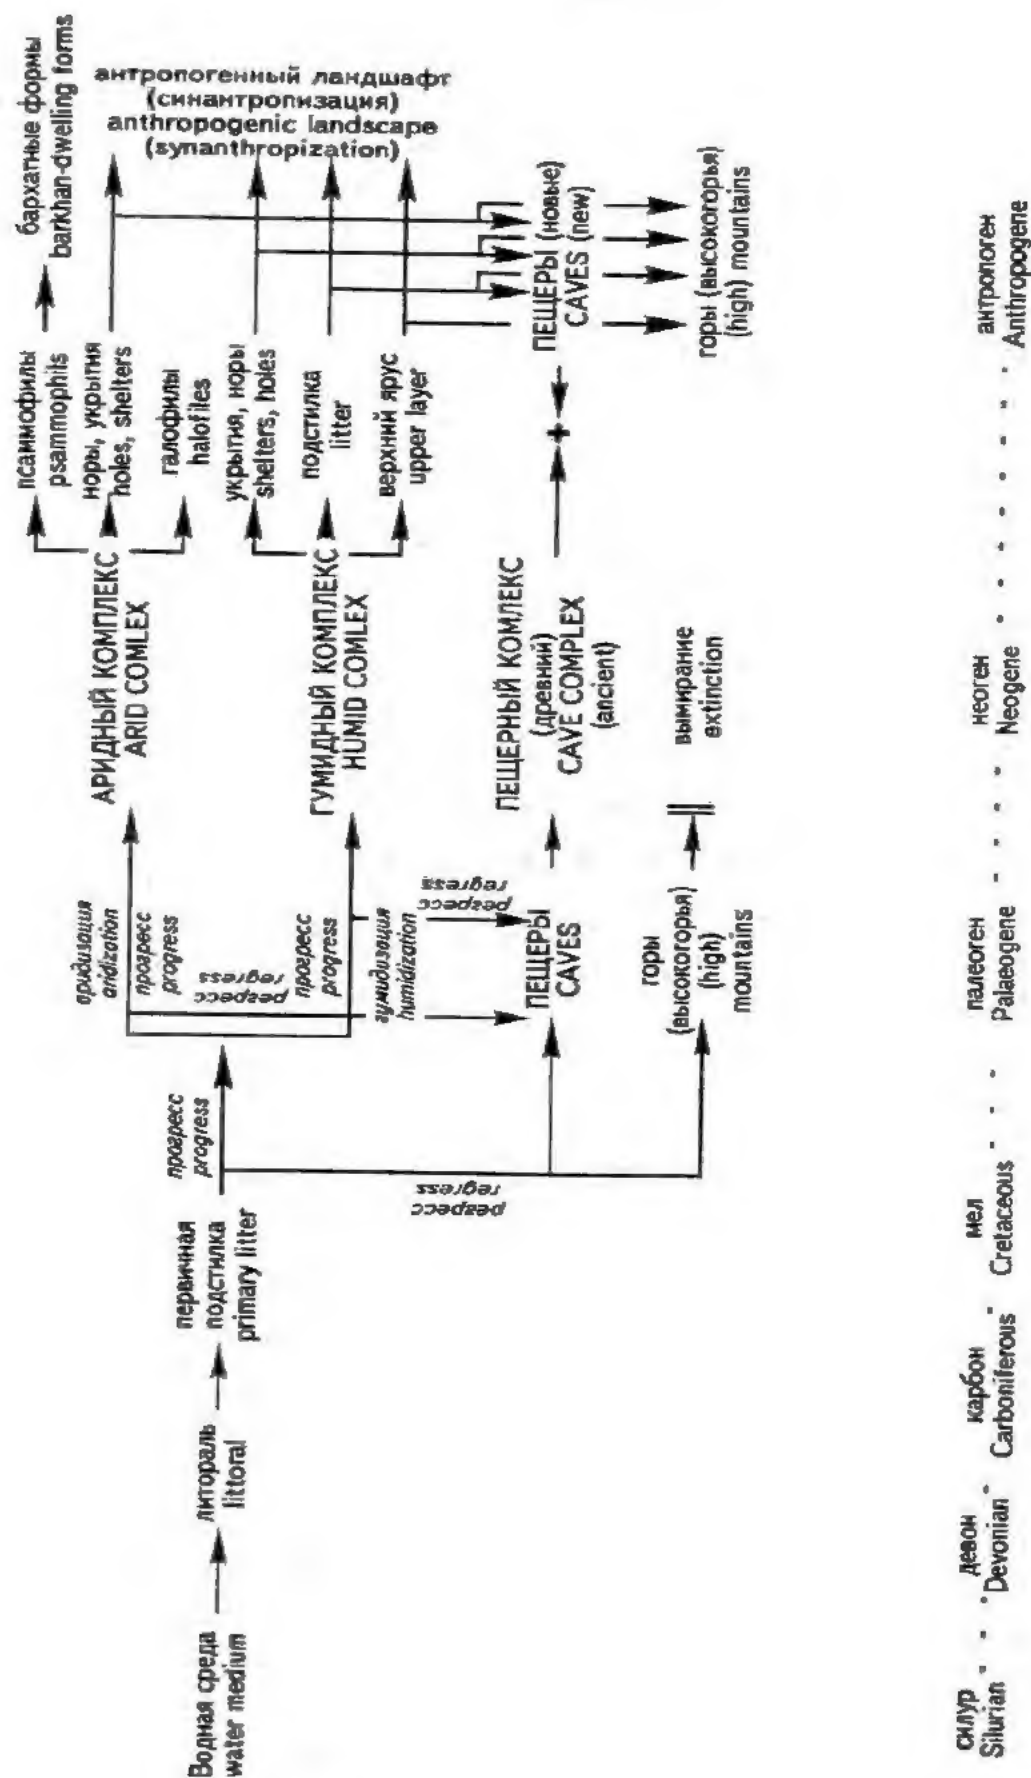 Водная среда
water medium
литораль
littoral
первичная
подстилка
primary litter
прогресс
progress
регресс
regress
аридизация
aridization
прогресс
progress
регресс
regress
прогресс
progress
гумидизация
humidization
регресс
regress
ПЕЩЕРЫ
CAVES
горы
(высокогорья)
(high)
mountains
АРИДНЫЙ КОМПЛЕКС
ARID COMLEX
ГУМИДНЫЙ КОМПЛЕКС
HUMID COMLEX
ПЕЩЕРНЫЙ КОМЛЕКС
(древний)
CAVE COMPLEX
(ancient)
вымирание
extinction
псаммофилы
psammophils
норы, укрытия
holes, shelters
галофилы
halofiles
укрытия, норы
shelters, holes
подстилка
litter
верхний ярус
upper layer
бархатные формы
barkhan-dwelling forms
антропогенный ландшафт
(синантропизация)
anthropogenic landscape
(synanthropization)
ПЕЩЕРЫ (новые)
CAVES (new)
горы (высокогорья)
(high) mountains
силур
Silurian
девон
Devonian
карбон
Carboniferous
мел
Cretaceous
палеоген
Palaeogene
неоген
Neogene
антропоген
Anthropogene